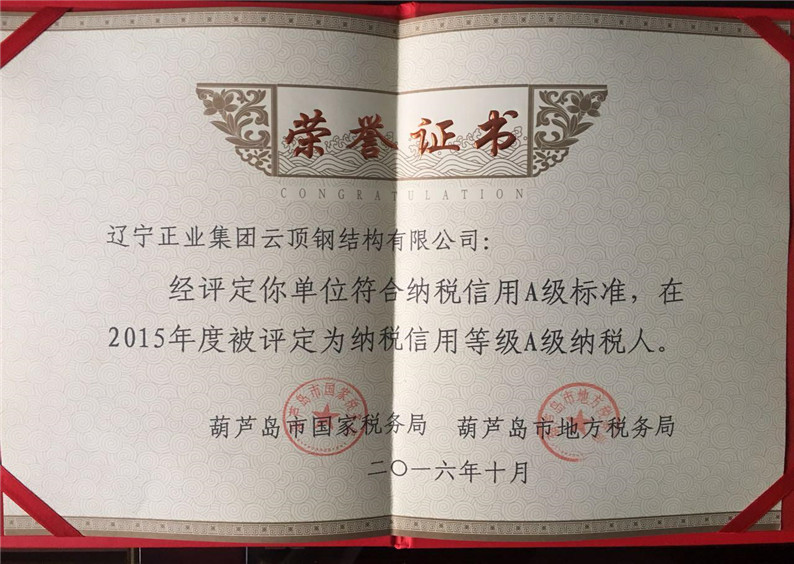 荣誉证书
CONGRATULATION
辽宁正业集团云顶钢结构有限公司：
经评定你单位符合纳税信用A级标准，在
2015年度被评定为纳税信用等级A级纳税人。
葫芦岛市国家税务局 葫芦岛市地方税务局
二〇一六年十月